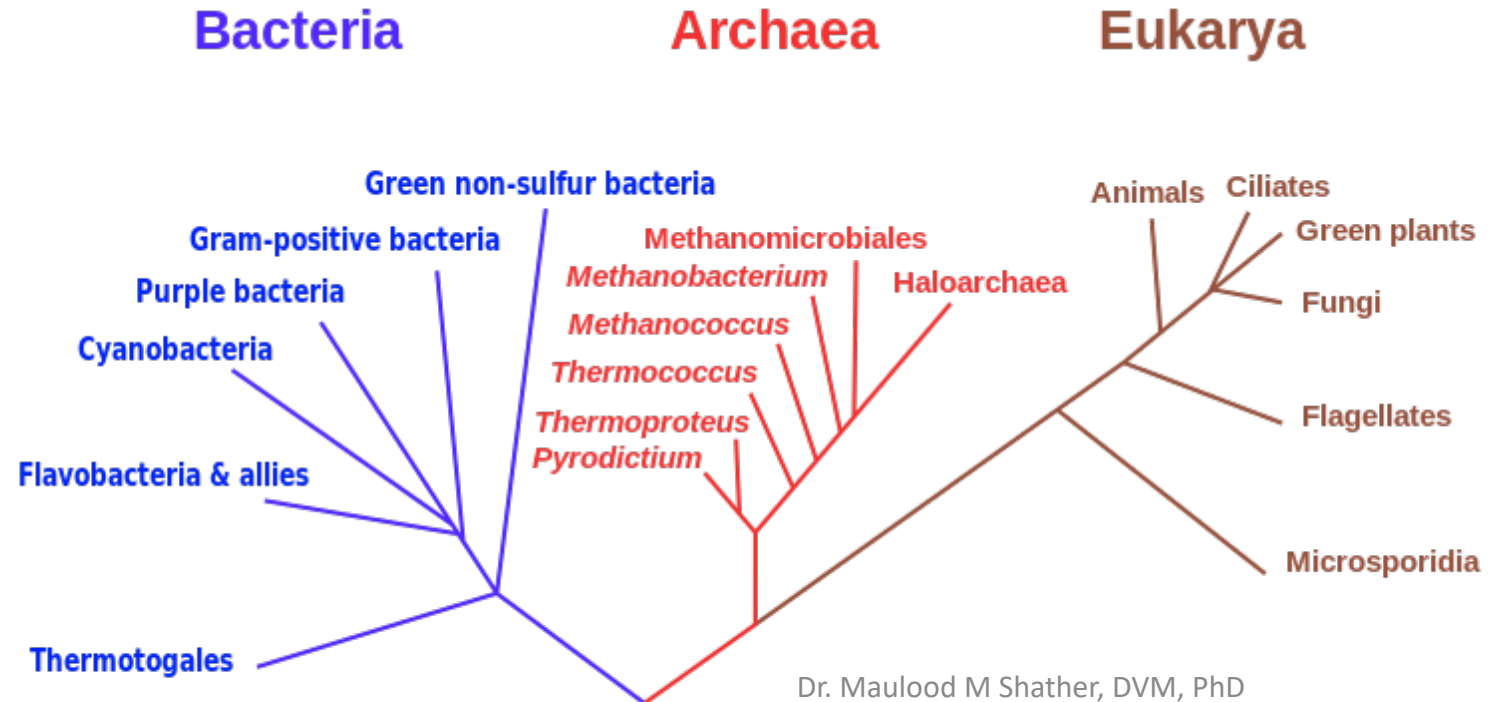 Bacteria
Archaea
Eukarya
Green non-sulfur bacteria
Gram-positive bacteria
Purple bacteria
Cyanobacteria
Flavobacteria & allies
Thermotogales
Methanomicrobiales
Methanobacterium
Haloarchaea
Methanococcus
Thermococcus
Thermoproteus
Pyrodictium
Animals
Ciliates
Green plants
Fungi
Flagellates
Microsporidia
Dr. Maulood M Shather, DVM, PhD